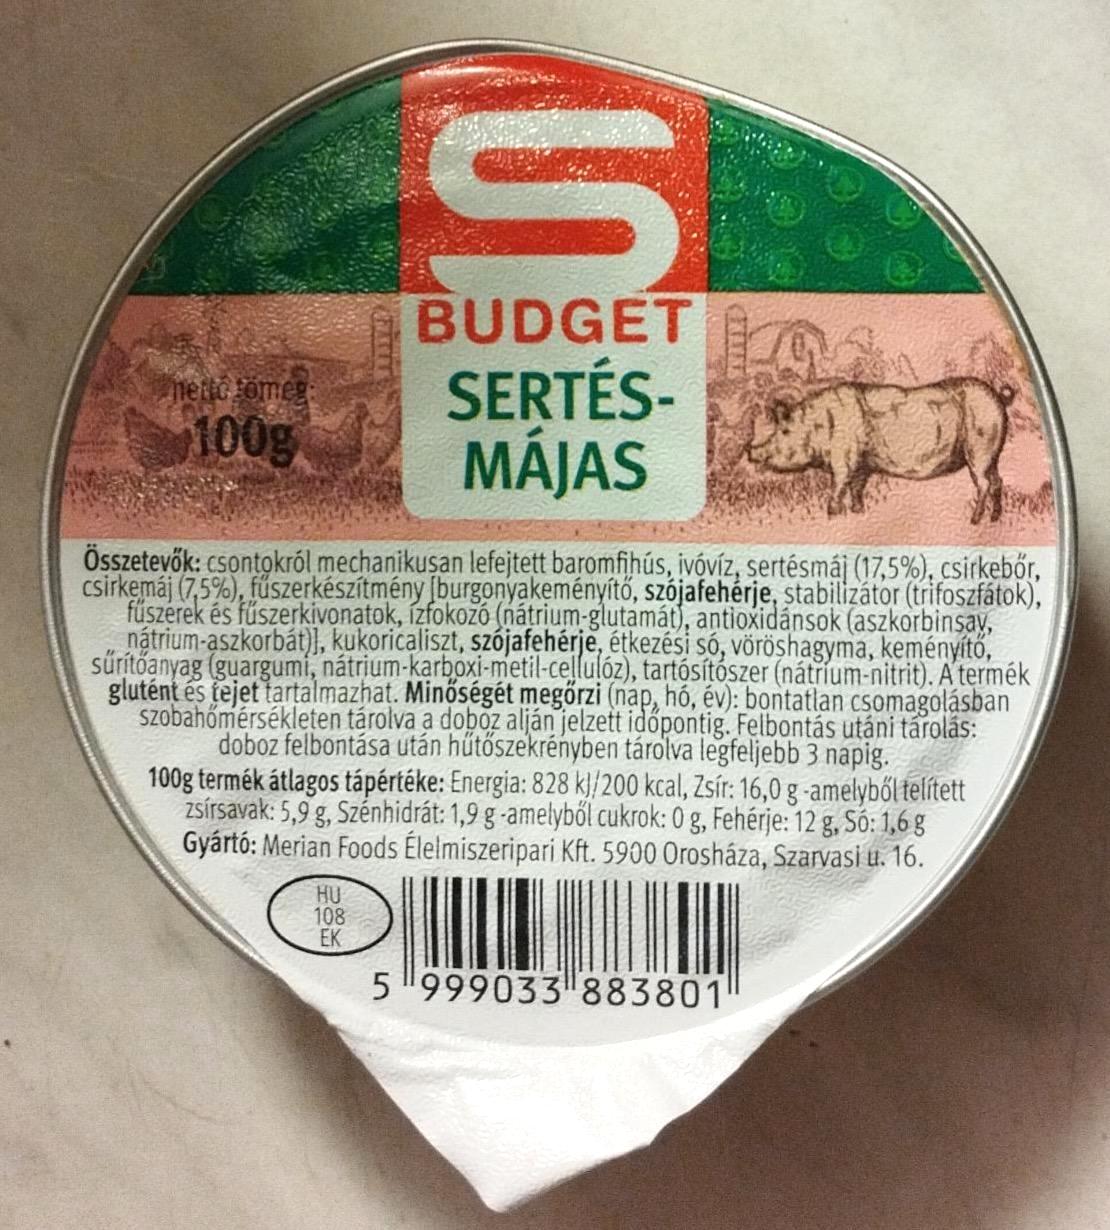 S
BUDGET
SERTÉS-
MÁJAS
nettó tömeg:
100g
Összetevők: csontokról mechanikusan lefejtett baromfihús, ivóvíz, sertésmáj (17,5%), csirkebőr,
csirkemáj (7,5%), fűszerkészítmény [burgonyakeményítő, szójafehérje, stabilizátor (trifoszfátok),
fűszerek és fűszerkivonatok, ízfokozó (nátrium-glutamát), antioxidánsok (aszkorbinsav,
nátrium-aszkorbát)], kukoricaliszt, szójafehérje, étkezési só, vöröshagyma, keményítő,
sűrítőanyag (guargumi, nátrium-karboxi-metil-cellulóz), tartósítószer (nátrium-nitrit). A termék
glutént és tejet tartalmazhat. Minőségét megőrzi (nap, hó, év): bontatlan csomagolásban
szobahőmérsékleten tárolva a doboz alján jelzett időpontig. Felbontás utáni tárolás:
doboz felbontása után hűtőszekrényben tárolva legfeljebb 3 napig.
100g termék átlagos tápértéke: Energia: 828 kJ/200 kcal, Zsír: 16,0 g -amelyből telített
zsírsavak: 5,9 g, Szénhidrát: 1,9 g -amelyből cukrok: 0 g, Fehérje: 12 g, Só: 1,6 g
Gyártó: Merian Foods Élelmiszeripari Kft. 5900 Orosháza, Szarvasi u. 16.
HU
108
EK
5 999033 883801